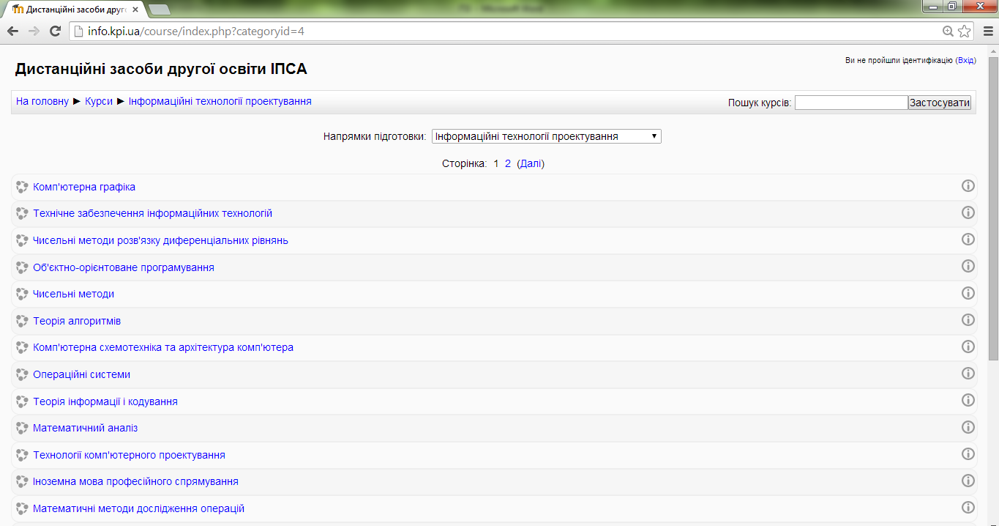 Дистанційні засоби друг
info.kpi.ua/course/index.php?categoryid=4
Ви не пройшли ідентифікацію (Вхід)
Дистанційні засоби другої освіти ІПСА
На головну ► Курси ► Інформаційні технології проектування
Пошук курсів: Застосувати
Напрямки підготовки: Інформаційні технології проектування
Сторінка: 1 2 (Далі)
Комп'ютерна графіка
Технічне забезпечення інформаційних технологій
Чисельні методи розв'язку диференціальних рівнянь
Об'єктно-орієнтоване програмування
Чисельні методи
Теорія алгоритмів
Комп'ютерна схемотехніка та архітектура комп'ютера
Операційні системи
Теорія інформації і кодування
Математичний аналіз
Технології комп'ютерного проектування
Іноземна мова професійного спрямування
Математичні методи дослідження операцій